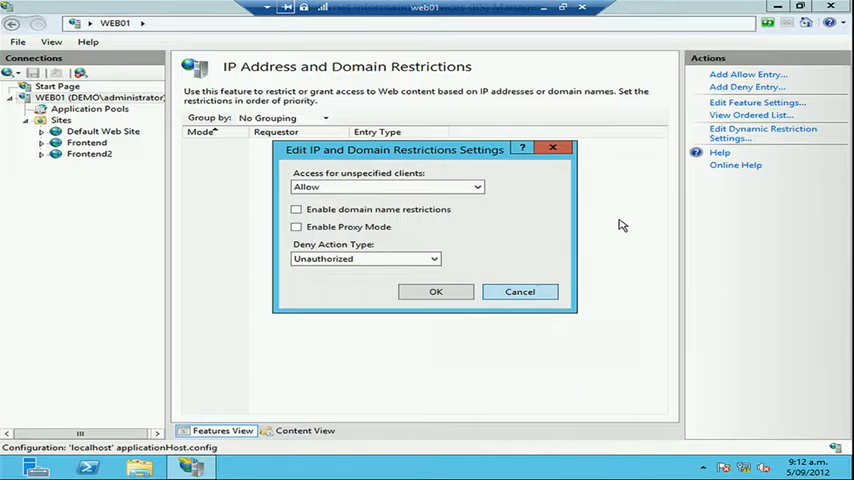 web01
WEB01
File View Help
Connections
Start Page
WEB01 (DEMO\administrator)
Application Pools
Sites
Default Web Site
Frontend
Frontend2
IP Address and Domain Restrictions
Use this feature to restrict or grant access to Web content based on IP addresses or domain names. Set the
restrictions in order of priority.
Group by: No Grouping
Mode Requestor Entry Type
Edit IP and Domain Restrictions Settings
Access for unspecified clients:
Allow
Enable domain name restrictions
Enable Proxy Mode
Deny Action Type:
Unauthorized
OK Cancel
Features View Content View
Actions
Add Allow Entry...
Add Deny Entry...
Edit Feature Settings...
View Ordered List...
Edit Dynamic Restriction
Settings...
Help
Online Help
Configuration: 'localhost' applicationHost.config
9:12 a.m.
5/09/2012